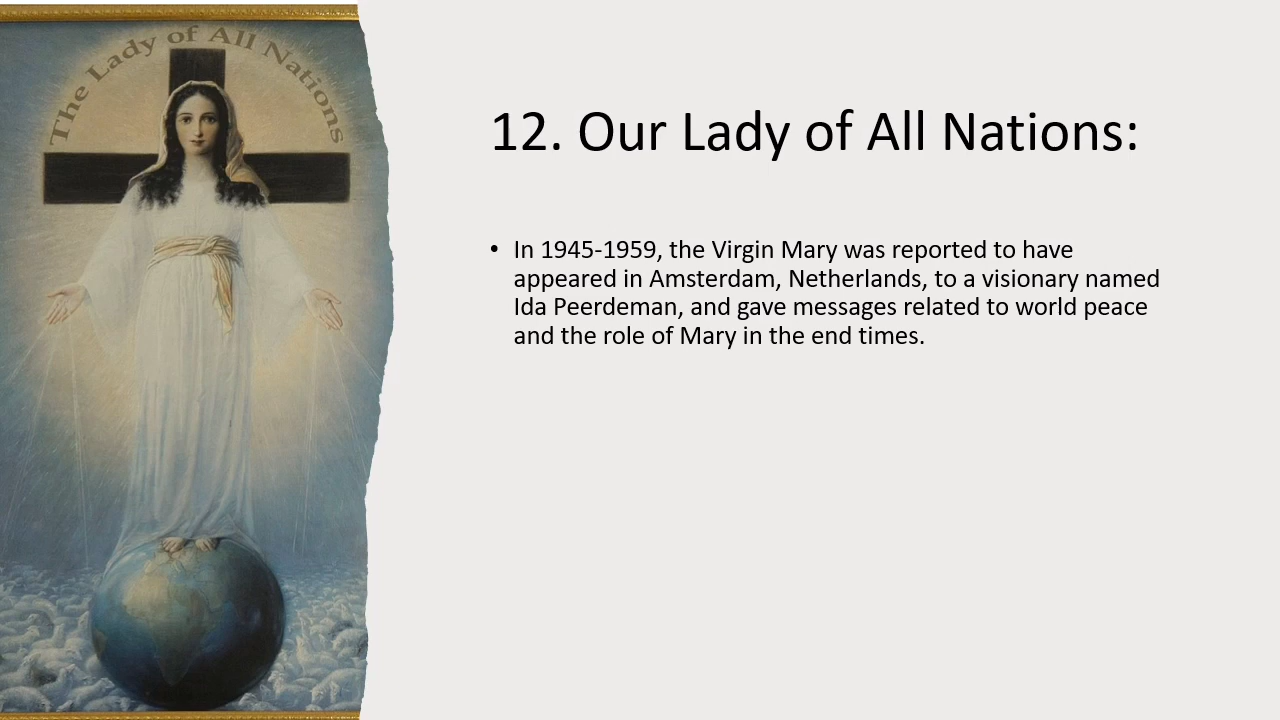 The Lady of All Nations
12. Our Lady of All Nations:
• In 1945-1959, the Virgin Mary was reported to have
appeared in Amsterdam, Netherlands, to a visionary named
Ida Peerdeman, and gave messages related to world peace
and the role of Mary in the end times.